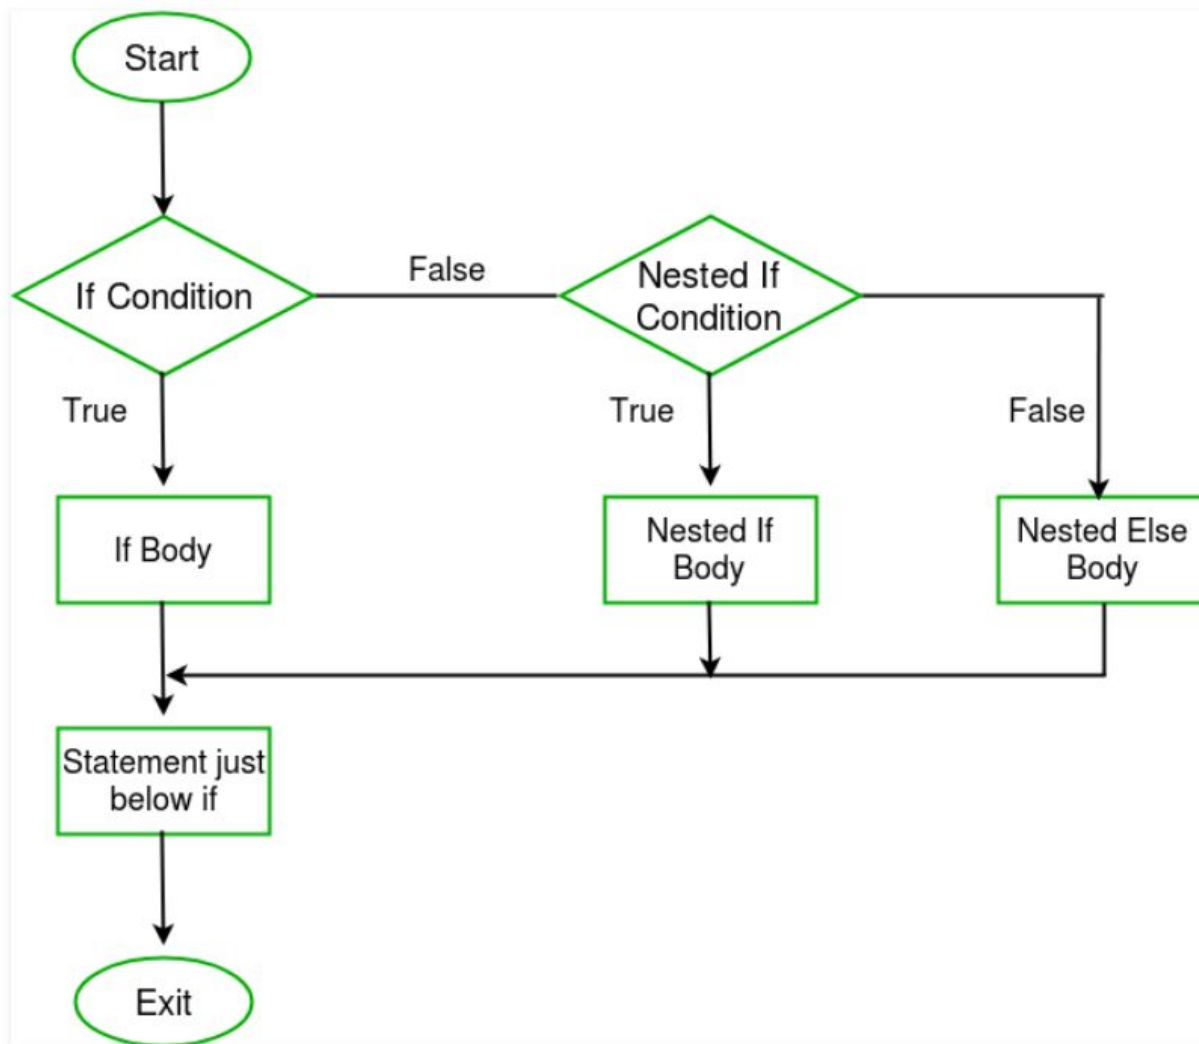 Start
If Condition
False
Nested If
Condition
True
True
False
If Body
Nested If
Body
Nested Else
Body
Statement just
below if
Exit